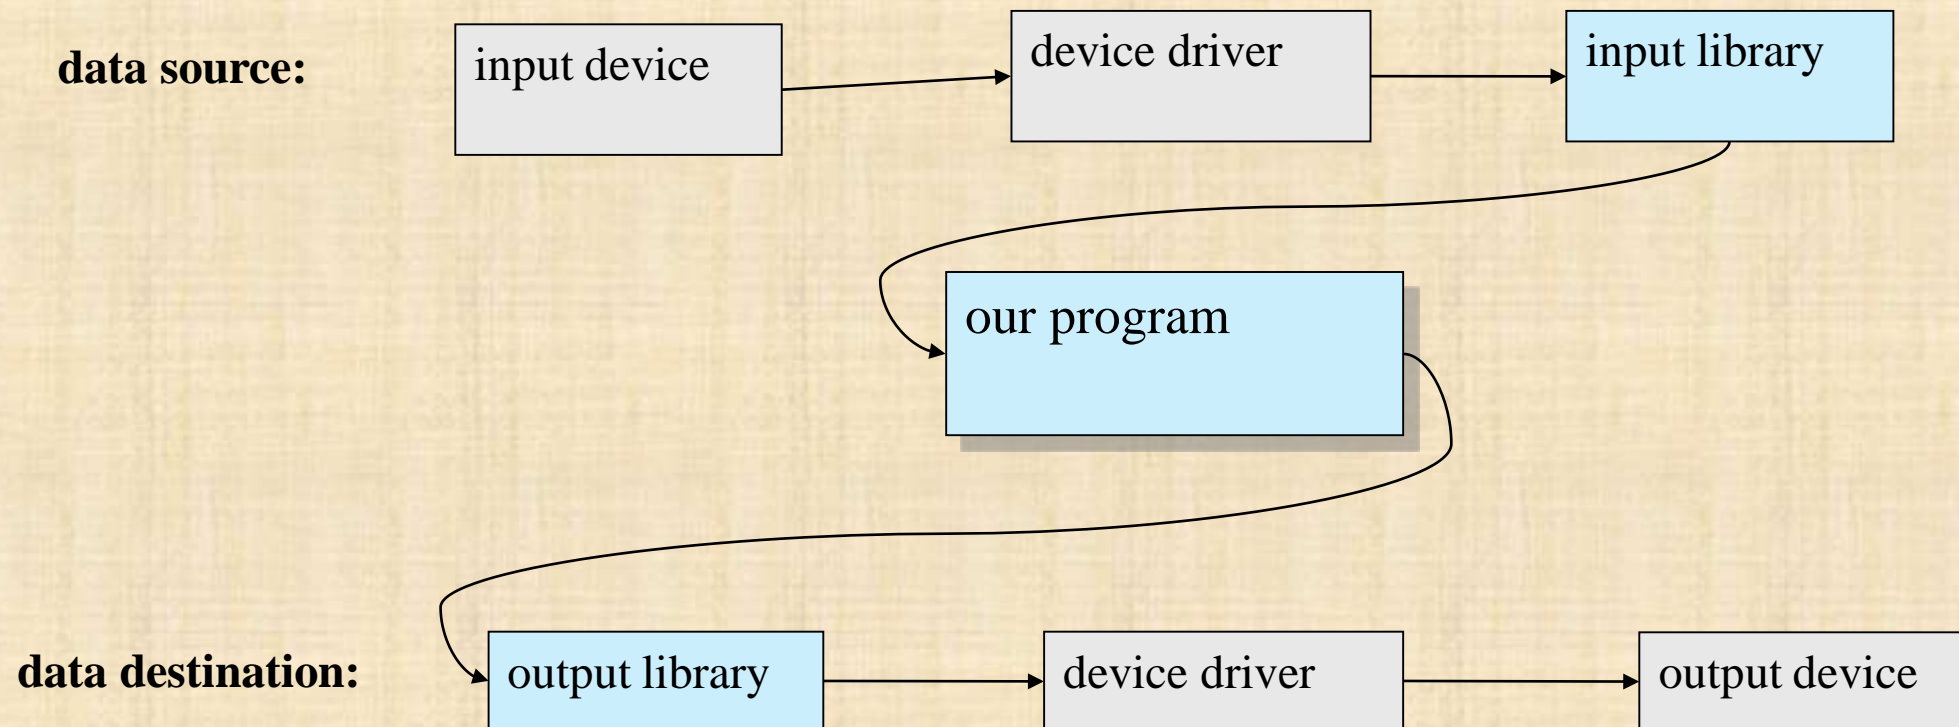 data source:
input device
device driver
input library
our program
data destination:
output library
device driver
output device